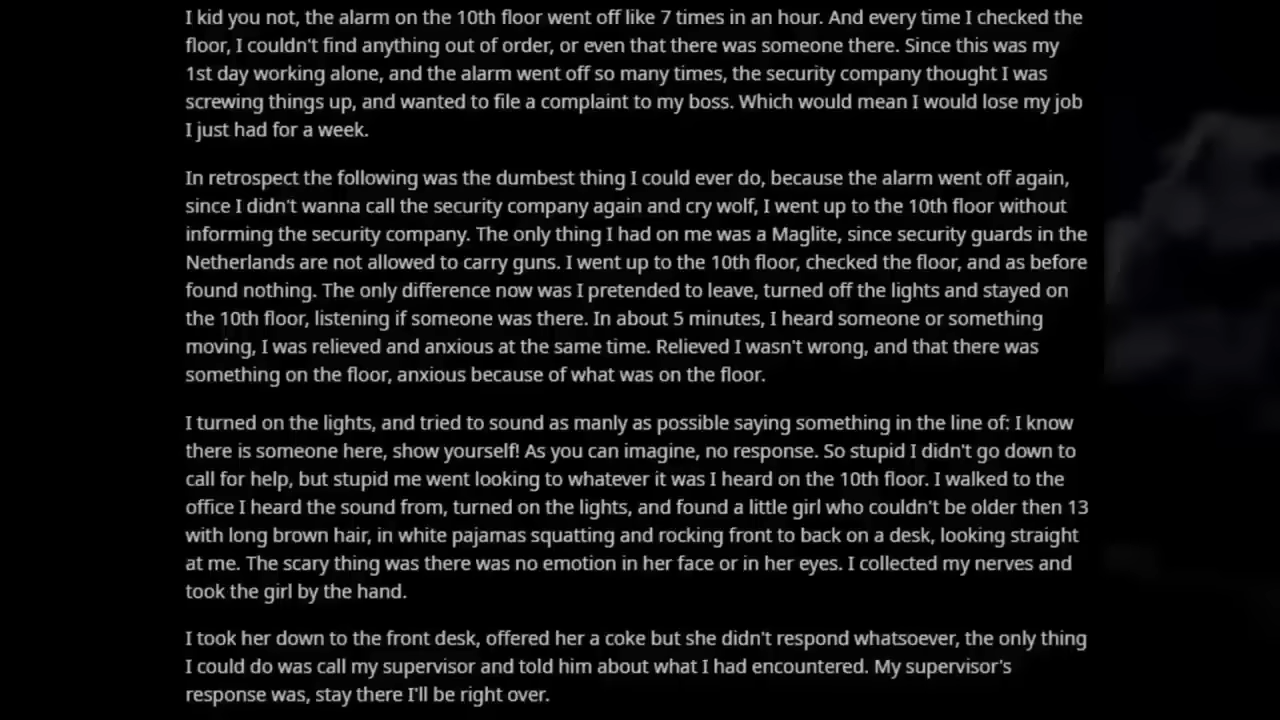 I kid you not, the alarm on the 10th floor went off like 7 times in an hour. And every time I checked the
floor, I couldn't find anything out of order, or even that there was someone there. Since this was my
1st day working alone, and the alarm went off so many times, the security company thought I was
screwing things up, and wanted to file a complaint to my boss. Which would mean I would lose my job
I just had for a week.
In retrospect the following was the dumbest thing I could ever do, because the alarm went off again,
since I didn't wanna call the security company again and cry wolf, I went up to the 10th floor without
informing the security company. The only thing I had on me was a Maglite, since security guards in the
Netherlands are not allowed to carry guns. I went up to the 10th floor, checked the floor, and as before
found nothing. The only difference now was I pretended to leave, turned off the lights and stayed on
the 10th floor, listening if someone was there. In about 5 minutes, I heard someone or something
moving, I was relieved and anxious at the same time. Relieved I wasn't wrong, and that there was
something on the floor, anxious because of what was on the floor.
I turned on the lights, and tried to sound as manly as possible saying something in the line of: I know
there is someone here, show yourself! As you can imagine, no response. So stupid I didn't go down to
call for help, but stupid me went looking to whatever it was I heard on the 10th floor. I walked to the
office I heard the sound from, turned on the lights, and found a little girl who couldn't be older then 13
with long brown hair, in white pajamas squatting and rocking front to back on a desk, looking straight
at me. The scary thing was there was no emotion in her face or in her eyes. I collected my nerves and
took the girl by the hand.
I took her down to the front desk, offered her a coke but she didn't respond whatsoever, the only thing
I could do was call my supervisor and told him about what I had encountered. My supervisor's
response was, stay there I'll be right over.